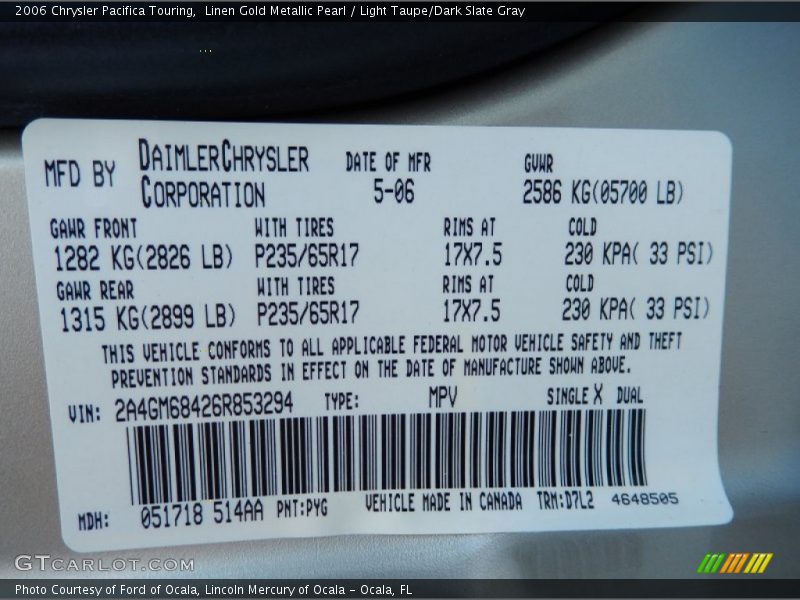 2006 Chrysler Pacifica Touring,  Linen Gold Metallic Pearl / Light Taupe/Dark Slate Gray
MFD BY DAIMLERCHRYSLER CORPORATION DATE OF MFR 5-06 GVWR 2586 KG(05700 LB)
GAWR FRONT WITH TIRES RIMS AT COLD
1282 KG(2826 LB) P235/65R17 17X7.5 230 KPA( 33 PSI)
GAWR REAR WITH TIRES RIMS AT COLD
1315 KG(2899 LB) P235/65R17 17X7.5 230 KPA( 33 PSI)
THIS VEHICLE CONFORMS TO ALL APPLICABLE FEDERAL MOTOR VEHICLE SAFETY AND THEFT
PREVENTION STANDARDS IN EFFECT ON THE DATE OF MANUFACTURE SHOWN ABOVE.
VIN: 2A4GM68426R853294 TYPE: MPV SINGLE X DUAL
MDH: 051718 514AA PNT:PYG VEHICLE MADE IN CANADA TRM:D7L2 4648505
GTCARLOT.COM
Photo Courtesy of Ford of Ocala, Lincoln Mercury of Ocala - Ocala, FL